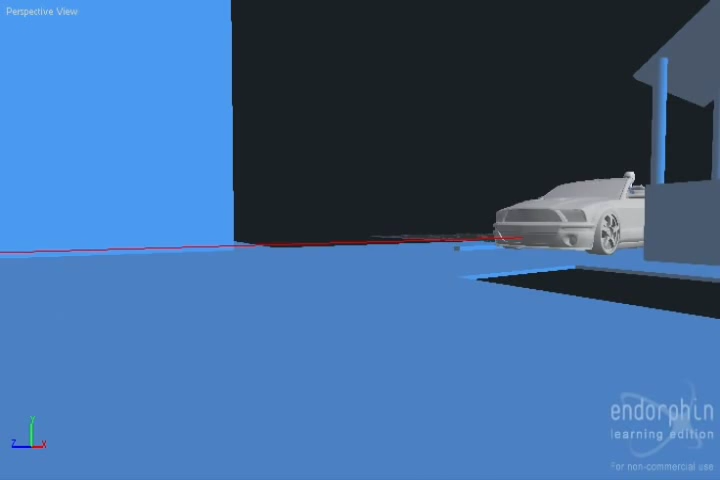 Perspective View
Y
Z
X
endorphin
learning edition
For non-commercial use